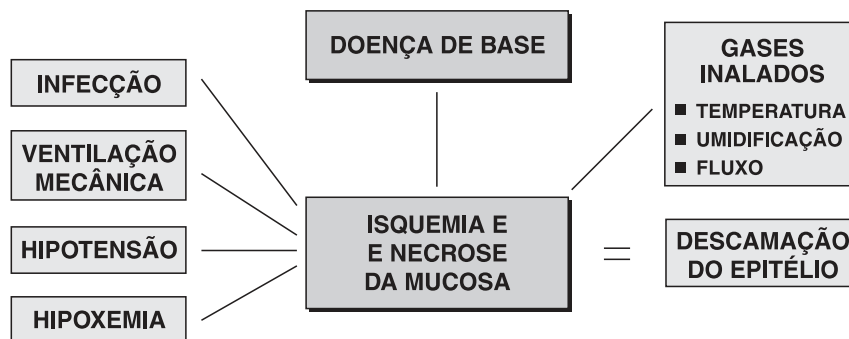 DOENÇA DE BASE
GASES
INALADOS
■ TEMPERATURA
■ UMIDIFICAÇÃO
■ FLUXO
INFECÇÃO
VENTILAÇÃO
MECÂNICA
HIPOTENSÃO
HIPOXEMIA
ISQUEMIA E
E NECROSE
DA MUCOSA
=
DESCAMAÇÃO
DO EPITÉLIO